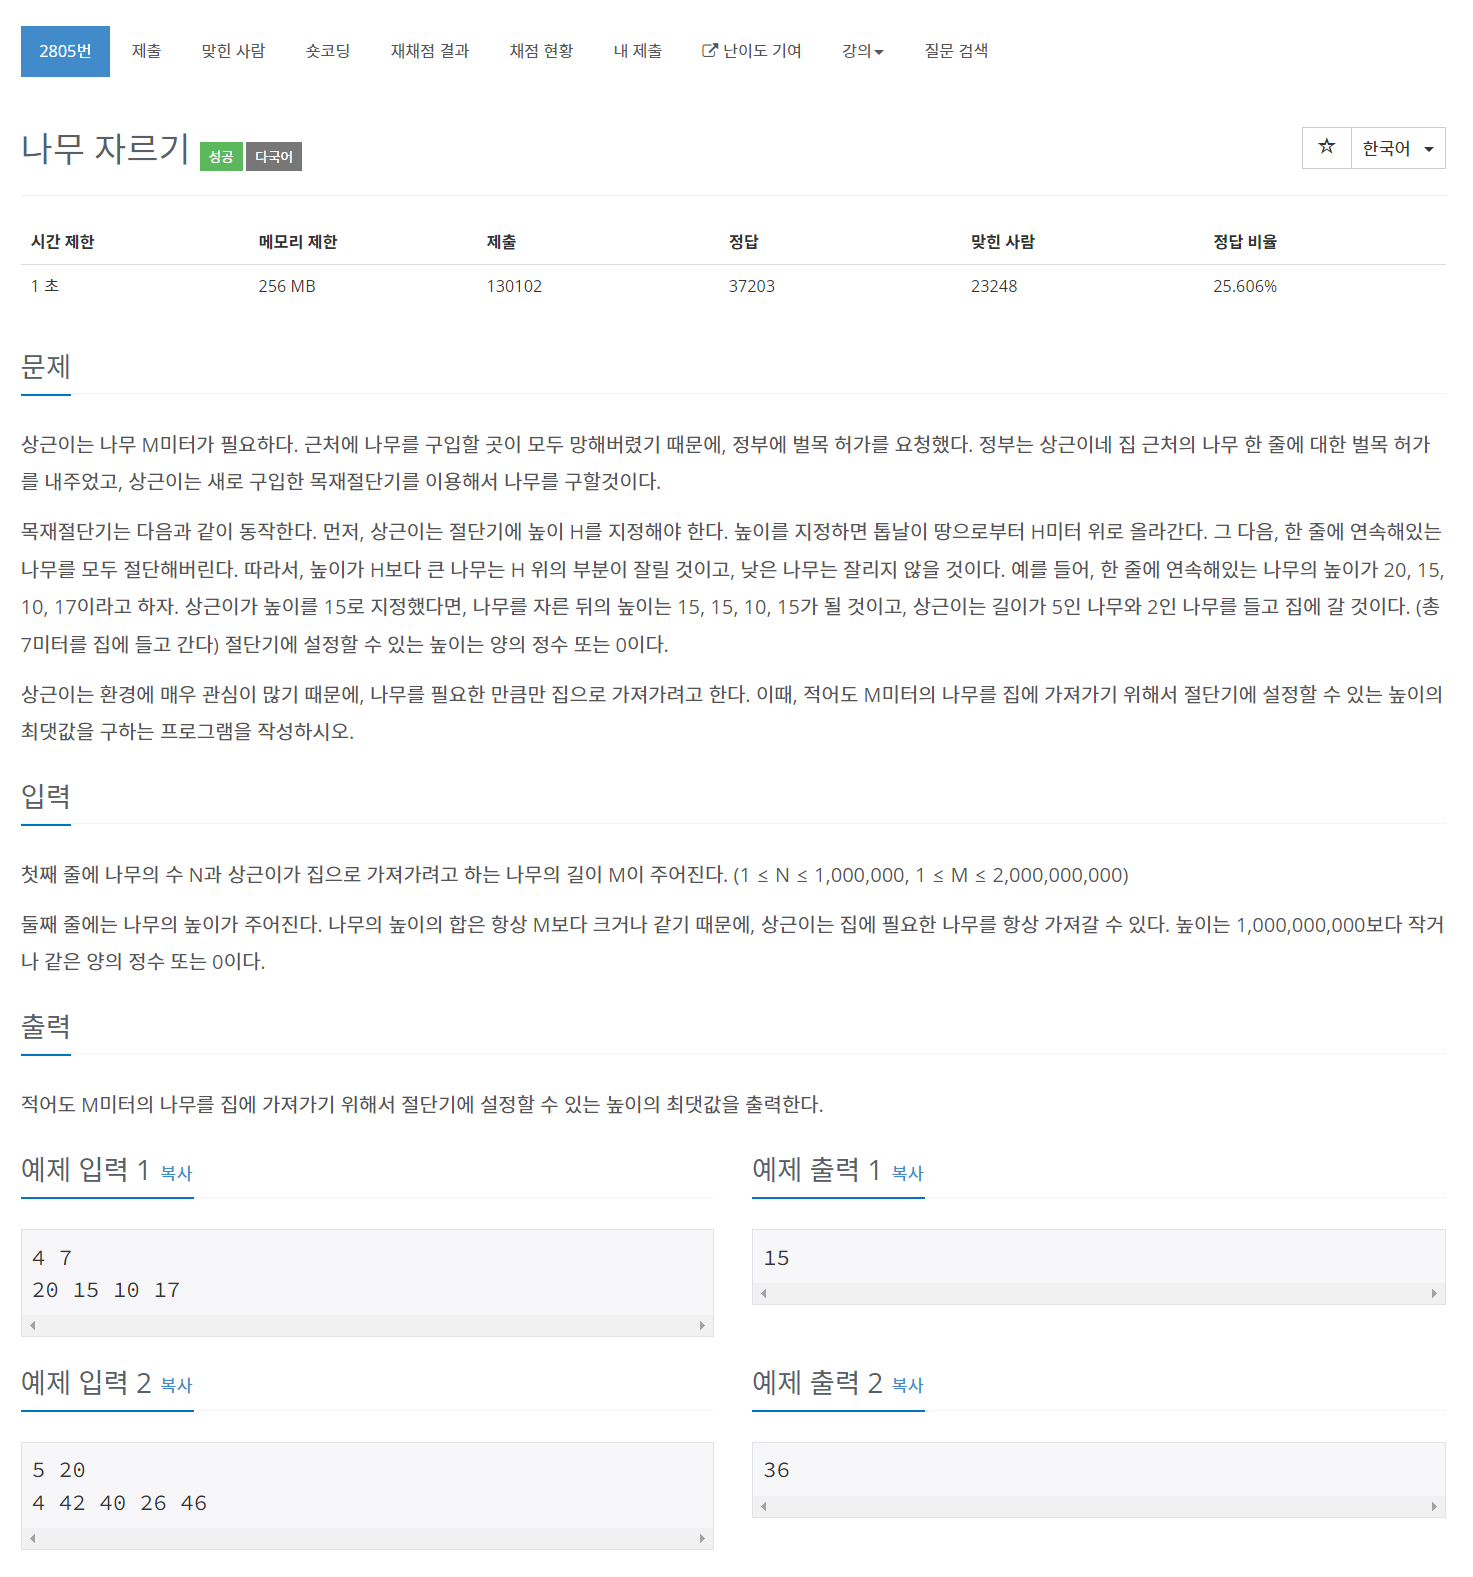 2805번 제출 맞힌 사람 숏코딩 재채점 결과 채점 현황 내 제출 난이도 기여 강의 질문 검색
나무 자르기 성공 다국어 ☆ 한국어
시간 제한 메모리 제한 제출 정답 맞힌 사람 정답 비율
1 초 256 MB 130102 37203 23248 25.606%
문제
상근이는 나무 M미터가 필요하다. 근처에 나무를 구입할 곳이 모두 망해버렸기 때문에, 정부에 벌목 허가를 요청했다. 정부는 상근이네 집 근처의 나무 한 줄에 대한 벌목 허가
를 내주었고, 상근이는 새로 구입한 목재절단기를 이용해서 나무를 구할것이다.
목재절단기는 다음과 같이 동작한다. 먼저, 상근이는 절단기에 높이 H를 지정해야 한다. 높이를 지정하면 톱날이 땅으로부터 H미터 위로 올라간다. 그 다음, 한 줄에 연속해있는
나무를 모두 절단해버린다. 따라서, 높이가 H보다 큰 나무는 H 위의 부분이 잘릴 것이고, 낮은 나무는 잘리지 않을 것이다. 예를 들어, 한 줄에 연속해있는 나무의 높이가 20, 15,
10, 17이라고 하자. 상근이가 높이를 15로 지정했다면, 나무를 자른 뒤의 높이는 15, 15, 10, 15가 될 것이고, 상근이는 길이가 5인 나무와 2인 나무를 들고 집에 갈 것이다. (총
7미터를 집에 들고 간다) 절단기에 설정할 수 있는 높이는 양의 정수 또는 0이다.
상근이는 환경에 매우 관심이 많기 때문에, 나무를 필요한 만큼만 집으로 가져가려고 한다. 이때, 적어도 M미터의 나무를 집에 가져가기 위해서 절단기에 설정할 수 있는 높이의
최댓값을 구하는 프로그램을 작성하시오.
입력
첫째 줄에 나무의 수 N과 상근이가 집으로 가져가려고 하는 나무의 길이 M이 주어진다. (1 ≤ N ≤ 1,000,000, 1 ≤ M ≤ 2,000,000,000)
둘째 줄에는 나무의 높이가 주어진다. 나무의 높이의 합은 항상 M보다 크거나 같기 때문에, 상근이는 집에 필요한 나무를 항상 가져갈 수 있다. 높이는 1,000,000,000보다 작거
나 같은 양의 정수 또는 0이다.
출력
적어도 M미터의 나무를 집에 가져가기 위해서 절단기에 설정할 수 있는 높이의 최댓값을 출력한다.
예제 입력 1 복사
4 7
20 15 10 17
예제 출력 1 복사
15
예제 입력 2 복사
5 20
4 42 40 26 46
예제 출력 2 복사
36